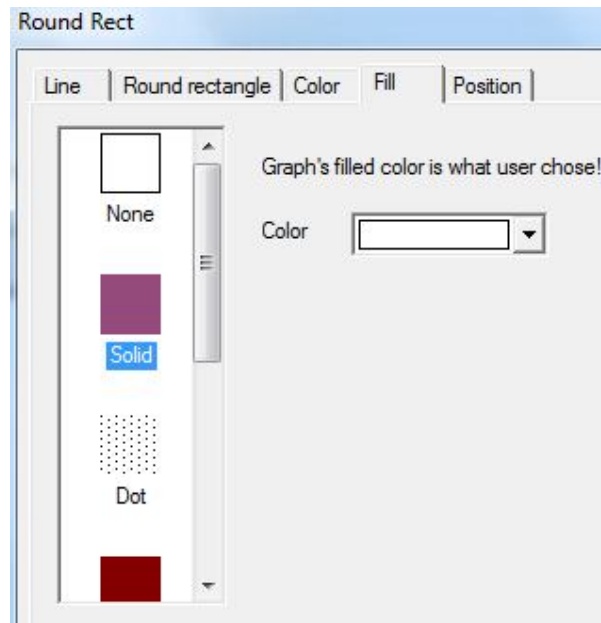 Round Rect
Line Round rectangle Color Fill Position
None
Graph's filled color is what user chose!
Color
Solid
Dot